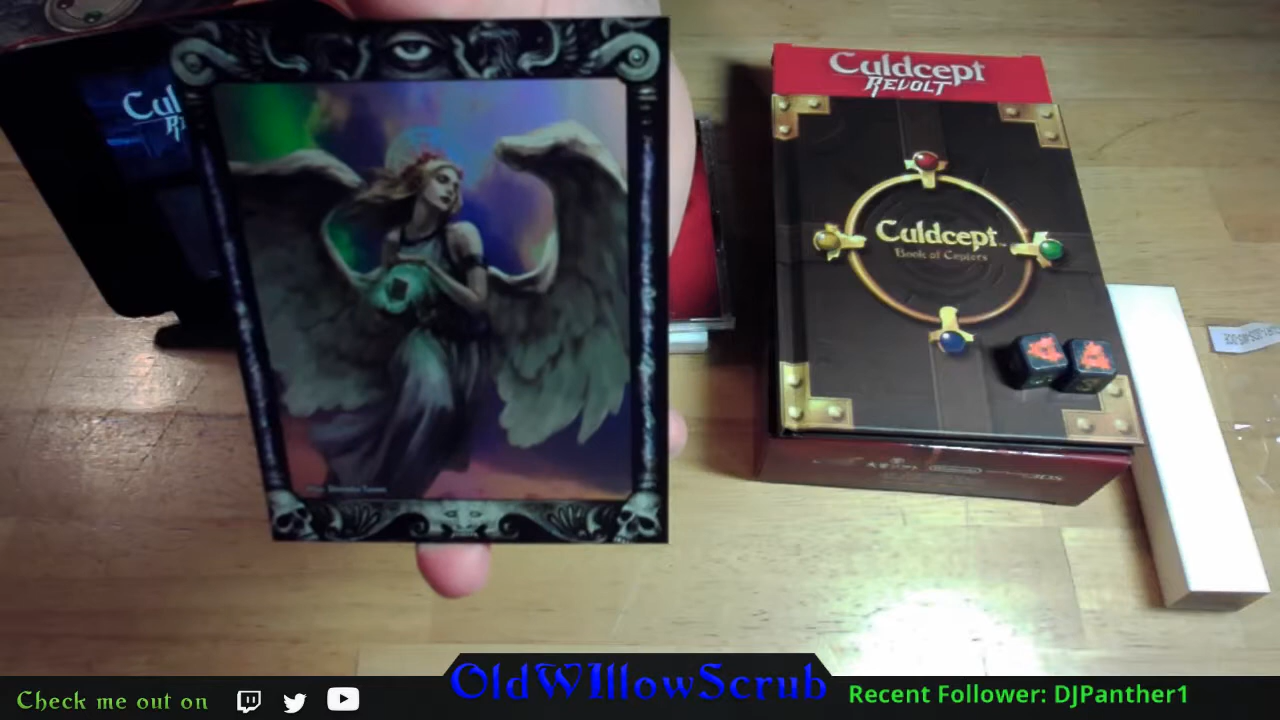 Cul
Culdcept
REVOLT
Culdcept
Book of Cepters
OldWIllowScrub
Check me out on
Recent Follower: DJPanther1